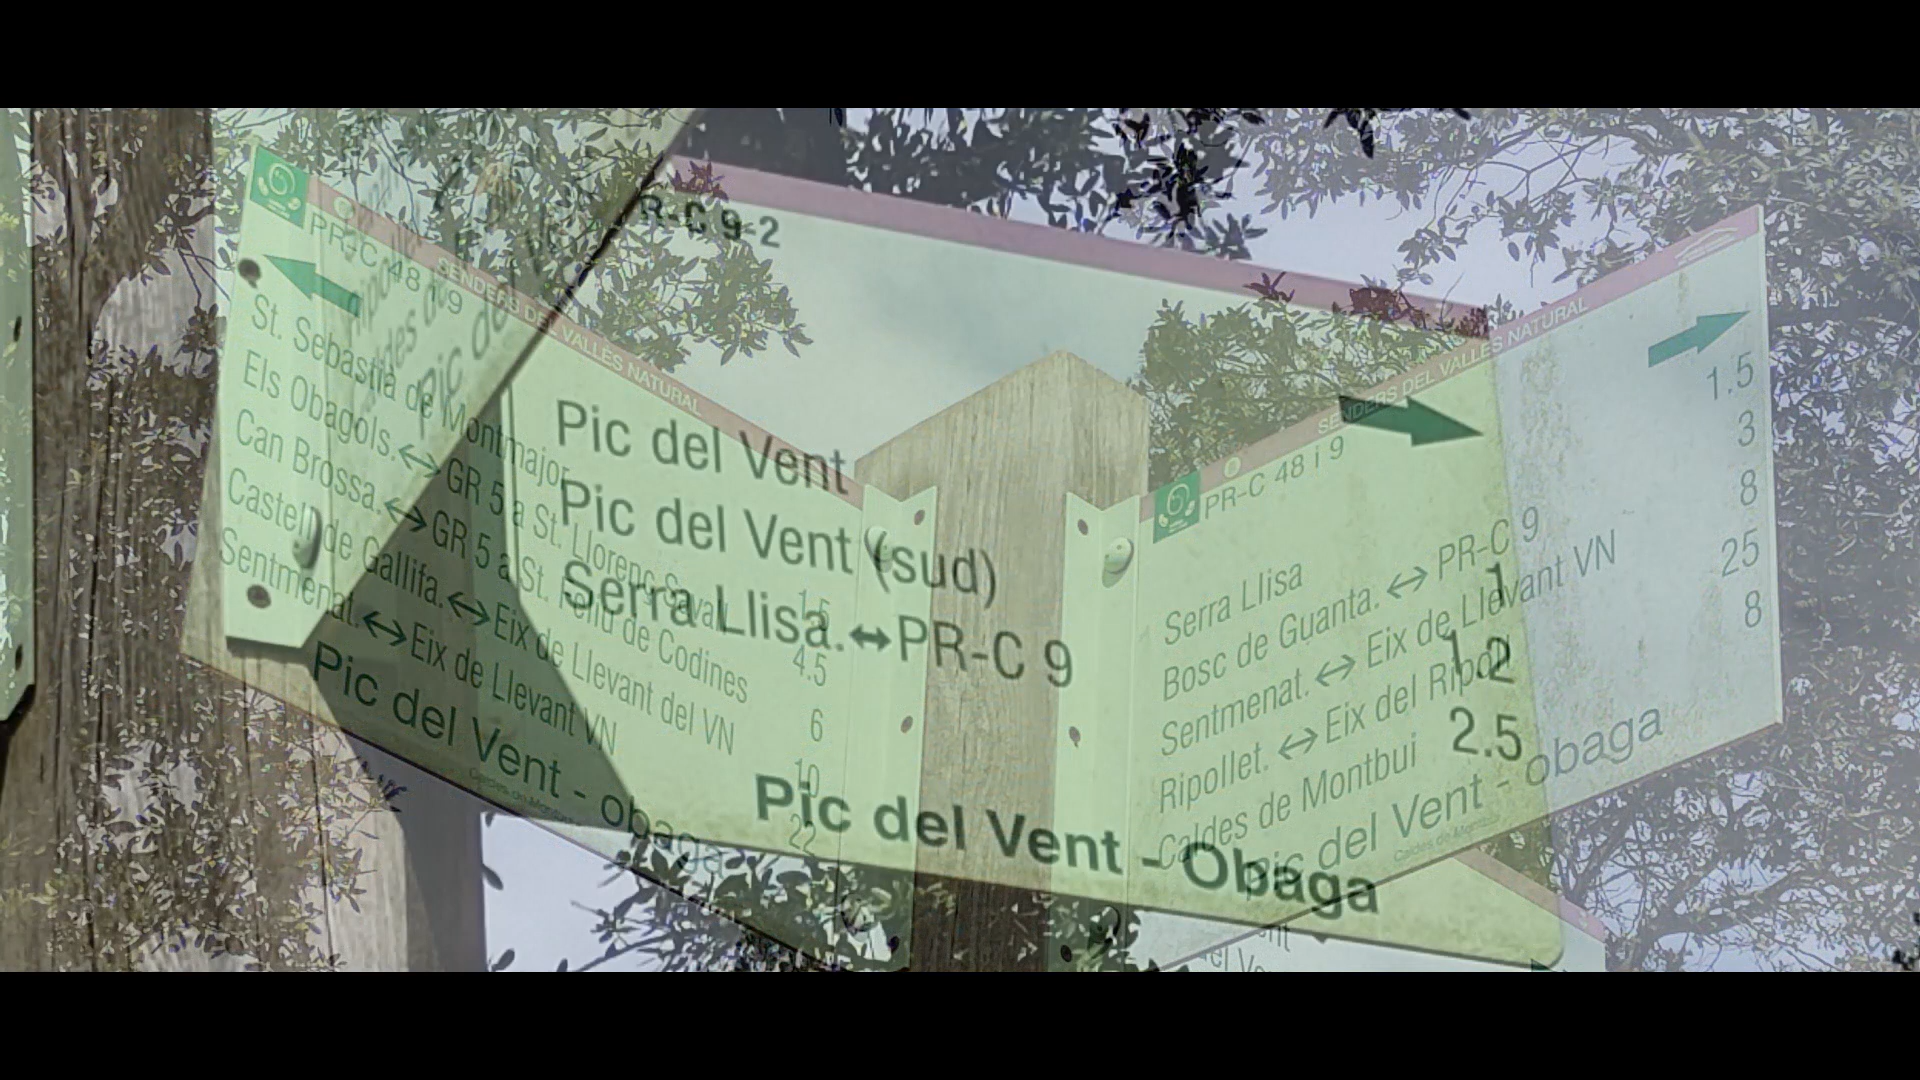 PR-C 48 i 9
SENDERS DEL VALLÈS NATURAL
St. Sebastià de Montmajor
Els Obagols. ↔ GR 5 a St. Llorenç Savall
Can Brossa. ↔ GR 5 a St. Feliu de Codines
Castell de Gallifa. ↔ Eix de Llevant del VN
Sentmenat. ↔ Eix de Llevant VN
1.5
4.5
6
10
22
Pic del Vent - obaga
R-C 9-2
Pic del
Pic del Vent
Pic del Vent (sud)
Serra Llisa. ↔ PR-C 9
1
1.2
2.5
Pic del Vent - Obaga
SENDERS DEL VALLÈS NATURAL
PR-C 48 i 9
Serra Llisa 1.5
Bosc de Guanta. ↔ PR-C 9 3
Sentmenat. ↔ Eix de Llevant VN 8
Ripollet. ↔ Eix del Ripoll 25
Caldes de Montbui 8
Pic del Vent - obaga
Caldes de Montbui